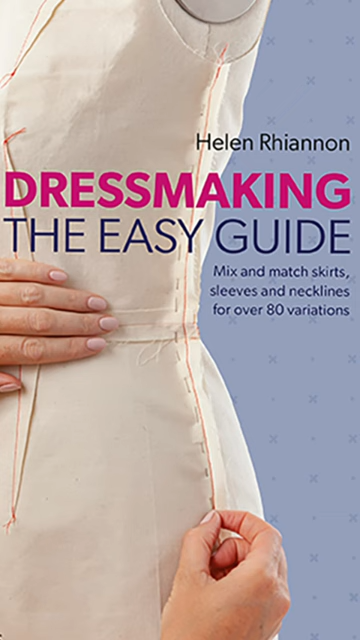 Helen Rhiannon
DRESSMAKING
THE EASY GUIDE
Mix and match skirts,
sleeves and necklines
for over 80 variations